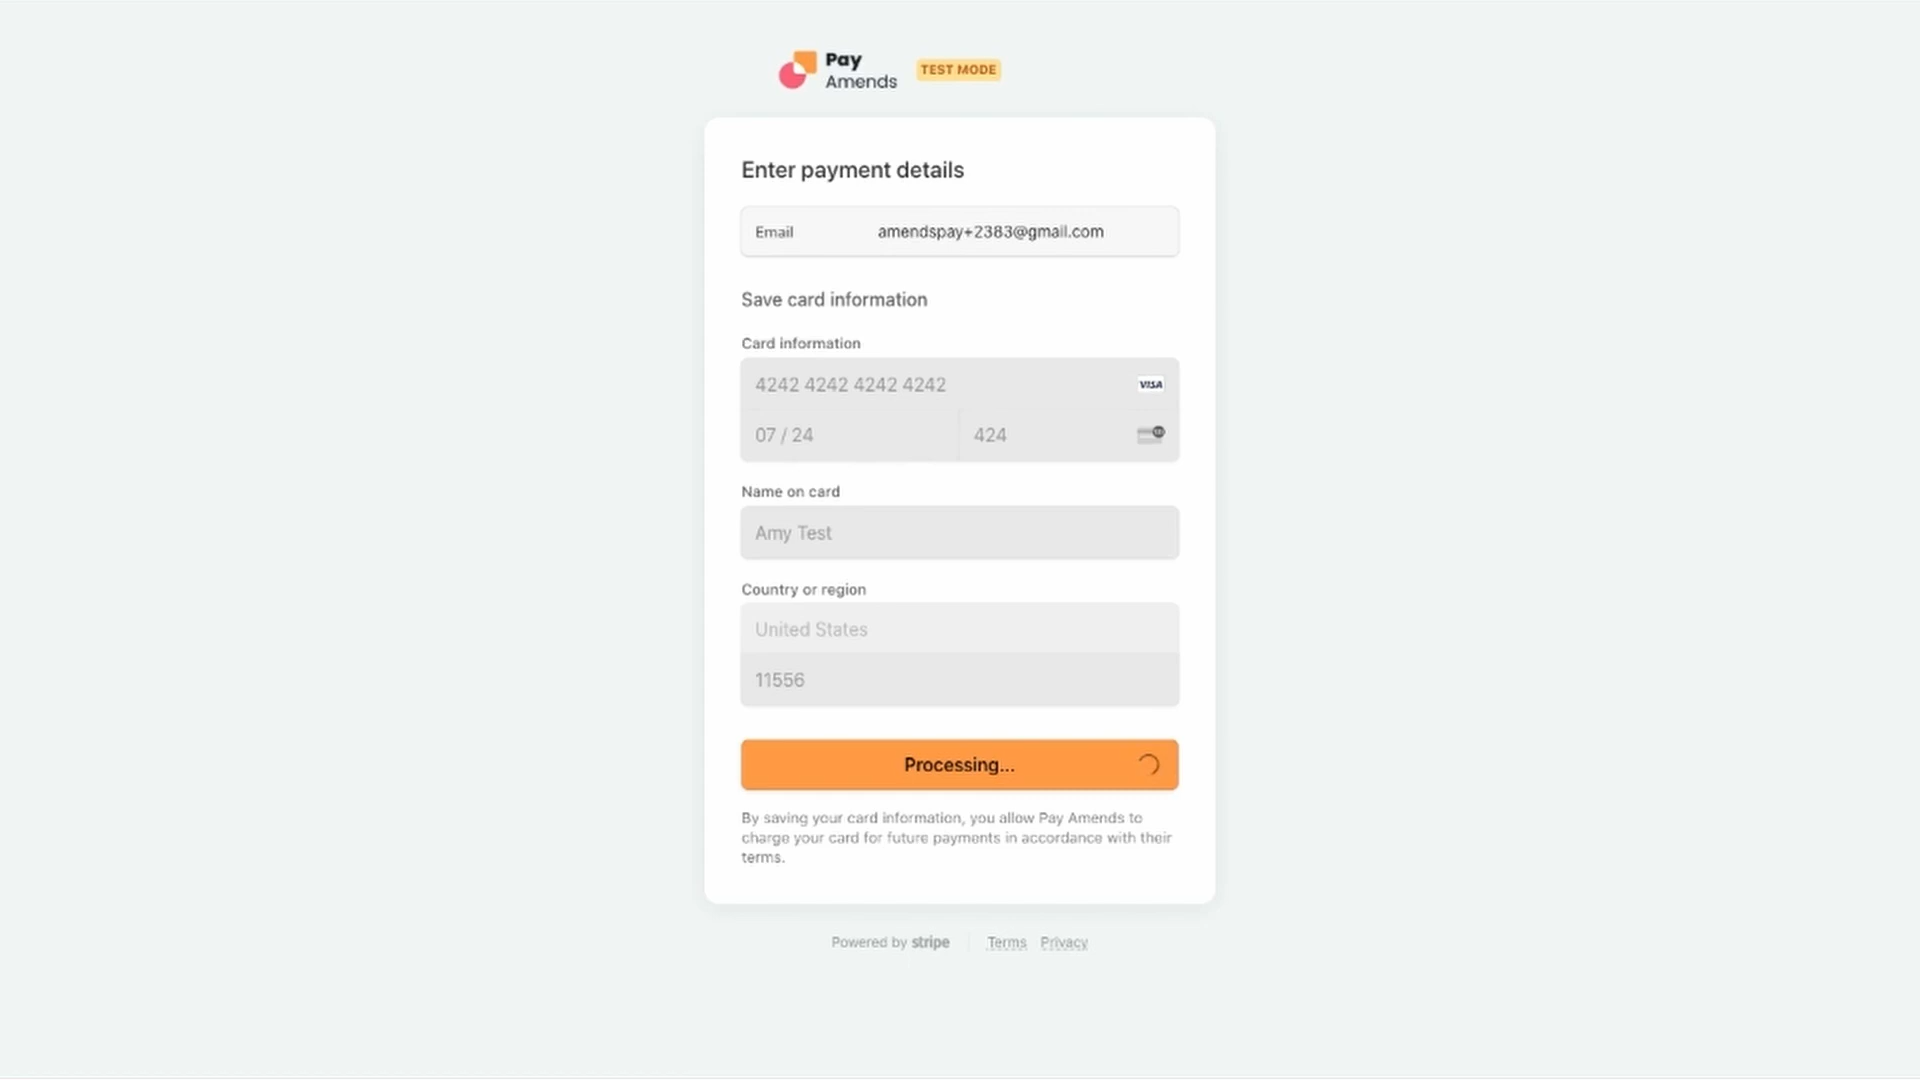 Pay
Amends
TEST MODE
Enter payment details
Email amendspay+2383@gmail.com
Save card information
Card information
4242 4242 4242 4242 VISA
07 / 24 424
Name on card
Amy Test
Country or region
United States
11556
Processing...
By saving your card information, you allow Pay Amends to
charge your card for future payments in accordance with their
terms.
Powered by stripe Terms Privacy